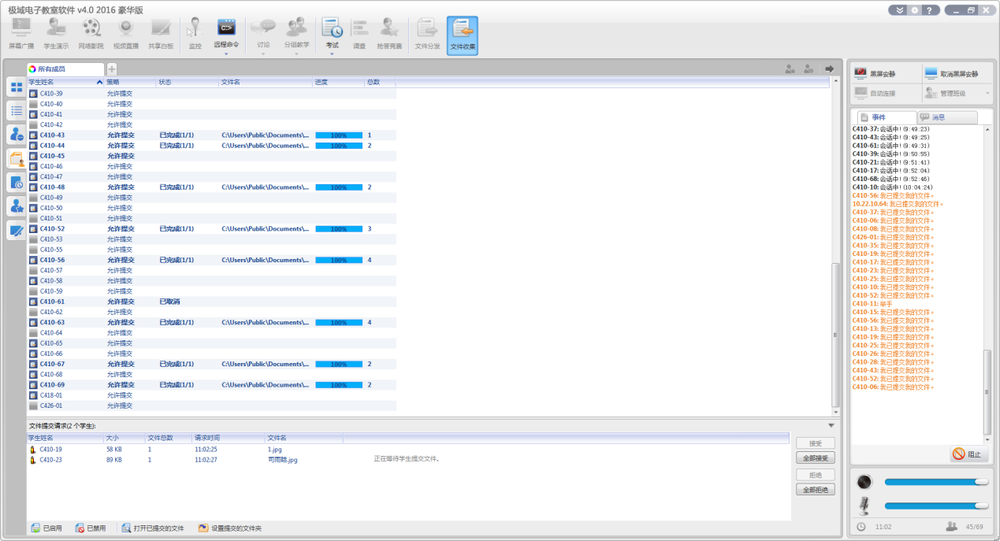 极域电子教室软件 v4.0 2016 豪华版
屏幕广播 学生演示 网络影院 视频直播 共享白板 监控 远程命令 讨论 分组教学 考试 调查 抢答竞赛 文件分发 文件收集
所有成员
学生姓名 策略 状态 文件名 进度 总数
C410-39 允许提交
C410-40 允许提交
C410-41 允许提交
C410-42 允许提交
C410-43 允许提交 已完成(1/1) C:\Users\Public\Documents\... 100% 1
C410-44 允许提交 已完成(1/1) C:\Users\Public\Documents\... 100% 2
C410-45 允许提交
C410-46 允许提交
C410-47 允许提交
C410-48 允许提交 已完成(1/1) C:\Users\Public\Documents\... 100% 2
C410-49 允许提交
C410-50 允许提交
C410-51 允许提交
C410-52 允许提交 已完成(1/1) C:\Users\Public\Documents\... 100% 3
C410-53 允许提交
C410-55 允许提交
C410-56 允许提交 已完成(1/1) C:\Users\Public\Documents\... 100% 4
C410-57 允许提交
C410-58 允许提交
C410-59 允许提交
C410-61 允许提交 已取消
C410-62 允许提交
C410-63 允许提交 已完成(1/1) C:\Users\Public\Documents\... 100% 4
C410-64 允许提交
C410-65 允许提交
C410-66 允许提交
C410-67 允许提交 已完成(1/1) C:\Users\Public\Documents\... 100% 2
C410-68 允许提交
C410-69 允许提交 已完成(1/1) C:\Users\Public\Documents\... 100% 2
C418-01 允许提交
C426-01 允许提交
文件提交请求(2 个学生):
学生姓名 大小 文件总数 请求时间 文件名
C410-19 58 KB 1 11:02:25 1.jpg
C410-23 89 KB 1 11:02:27 司雨晗.jpg
正在等待学生提交文件。
接受
全部接受
拒绝
全部拒绝
已启用 已禁用 打开已提交的文件 设置提交的文件夹
黑屏安静 取消黑屏安静
自动连接 管理班级
事件 消息
C410-37: 会话中! (9:49:23)
C410-43: 会话中! (9:49:25)
C410-61: 会话中! (9:49:31)
C410-39: 会话中! (9:50:55)
C410-21: 会话中! (9:51:41)
C410-17: 会话中! (9:52:04)
C410-68: 会话中! (9:52:46)
C410-10: 会话中! (10:04:24)
C410-56: 我已提交我的文件。
10.22.10.64: 我已提交我的文件。
C410-37: 我已提交我的文件。
C410-06: 我已提交我的文件。
C410-08: 我已提交我的文件。
C426-01: 我已提交我的文件。
C410-35: 我已提交我的文件。
C410-19: 我已提交我的文件。
C410-17: 我已提交我的文件。
C410-23: 我已提交我的文件。
C410-25: 我已提交我的文件。
C410-10: 我已提交我的文件。
C410-52: 我已提交我的文件。
C410-11: 举手
C410-15: 我已提交我的文件。
C410-56: 我已提交我的文件。
C410-13: 我已提交我的文件。
C410-19: 我已提交我的文件。
C410-25: 我已提交我的文件。
C410-26: 我已提交我的文件。
C410-28: 我已提交我的文件。
C410-43: 我已提交我的文件。
C410-52: 我已提交我的文件。
C410-06: 我已提交我的文件。
阻止
11:02 45/69